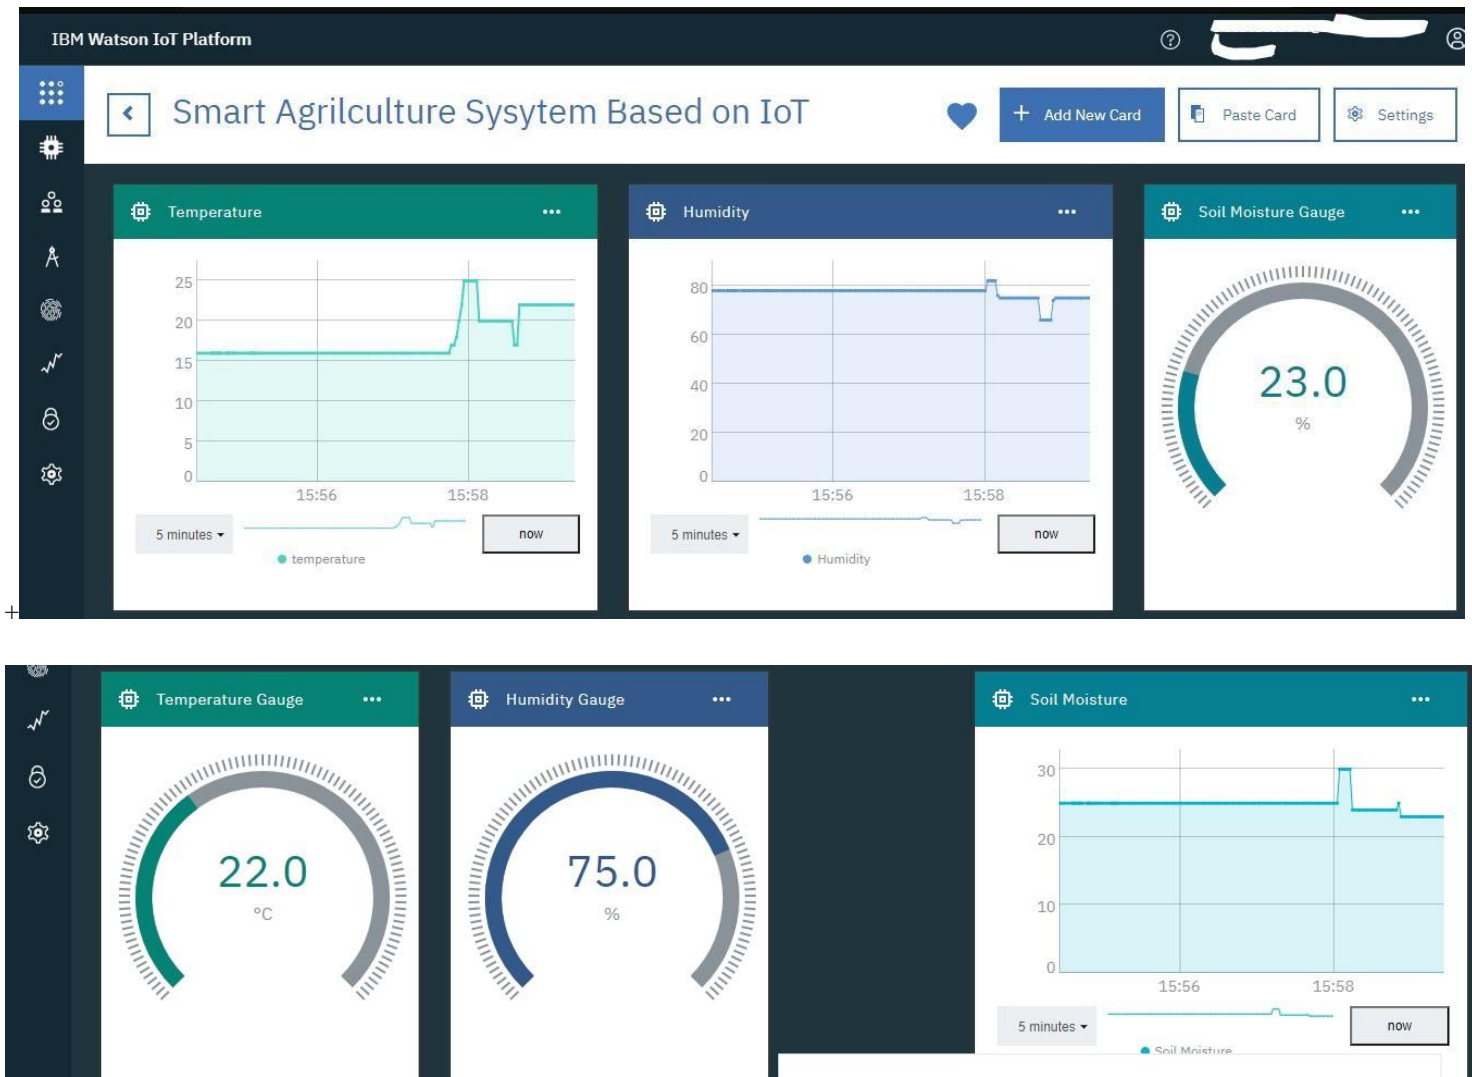 IBM Watson IoT Platform
Smart Agrilculture Sysytem Based on IoT
+ Add New Card
Paste Card
Settings
Temperature
Humidity
Soil Moisture Gauge
25
20
15
10
5
0
15:56 15:58
5 minutes
now
temperature
80
60
40
20
0
15:56 15:58
5 minutes
now
Humidity
23.0
%
+
Temperature Gauge
Humidity Gauge
Soil Moisture
22.0
°C
75.0
%
30
20
10
0
15:56 15:58
5 minutes
now
Soil Moisture